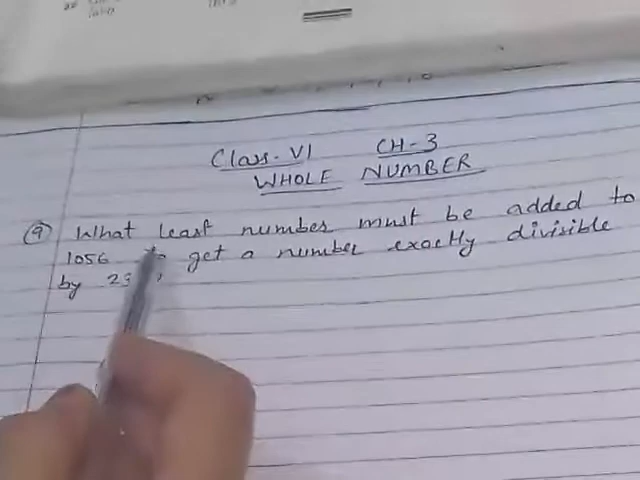 Class-VI CH-3
WHOLE NUMBER
(9) What least number must be added to
1056 to get a number exactly divisible
by